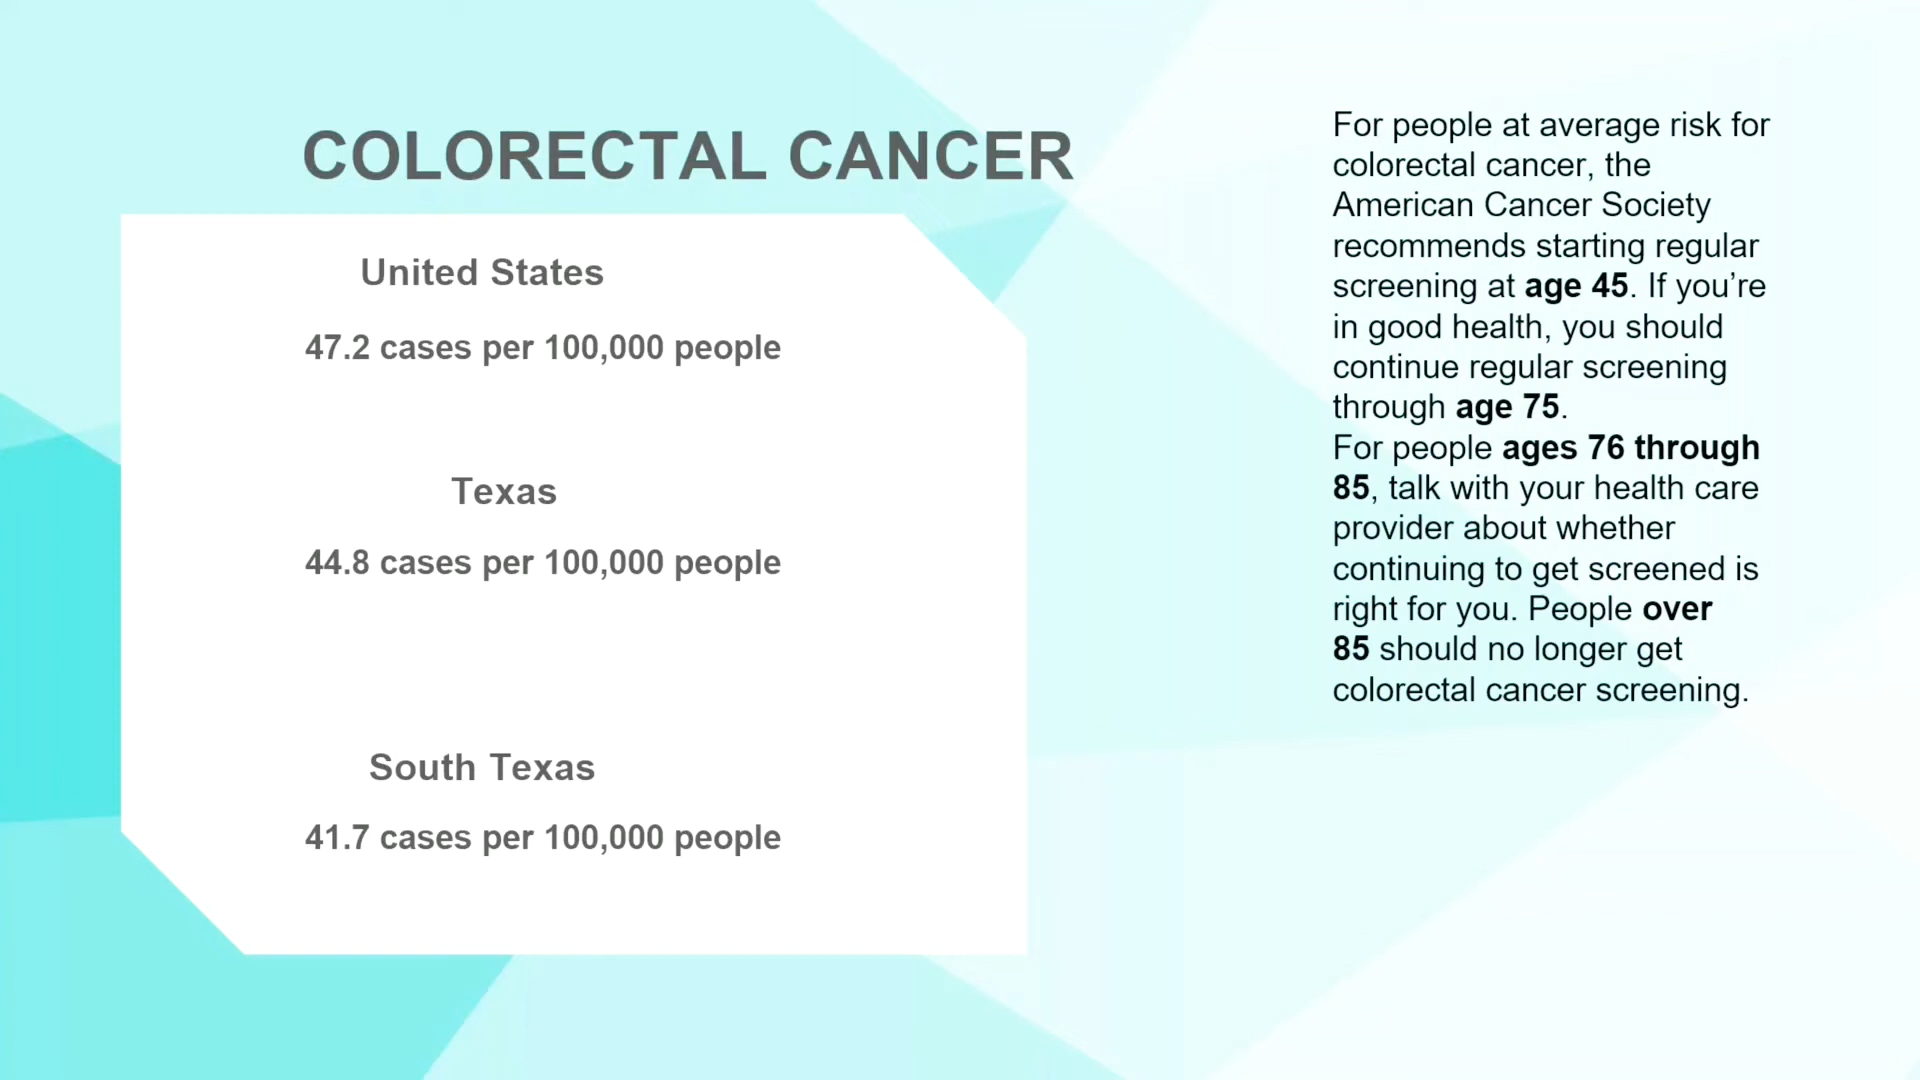 COLORECTAL CANCER
United States
47.2 cases per 100,000 people
Texas
44.8 cases per 100,000 people
South Texas
41.7 cases per 100,000 people
For people at average risk for
colorectal cancer, the
American Cancer Society
recommends starting regular
screening at age 45. If you’re
in good health, you should
continue regular screening
through age 75.
For people ages 76 through
85, talk with your health care
provider about whether
continuing to get screened is
right for you. People over
85 should no longer get
colorectal cancer screening.